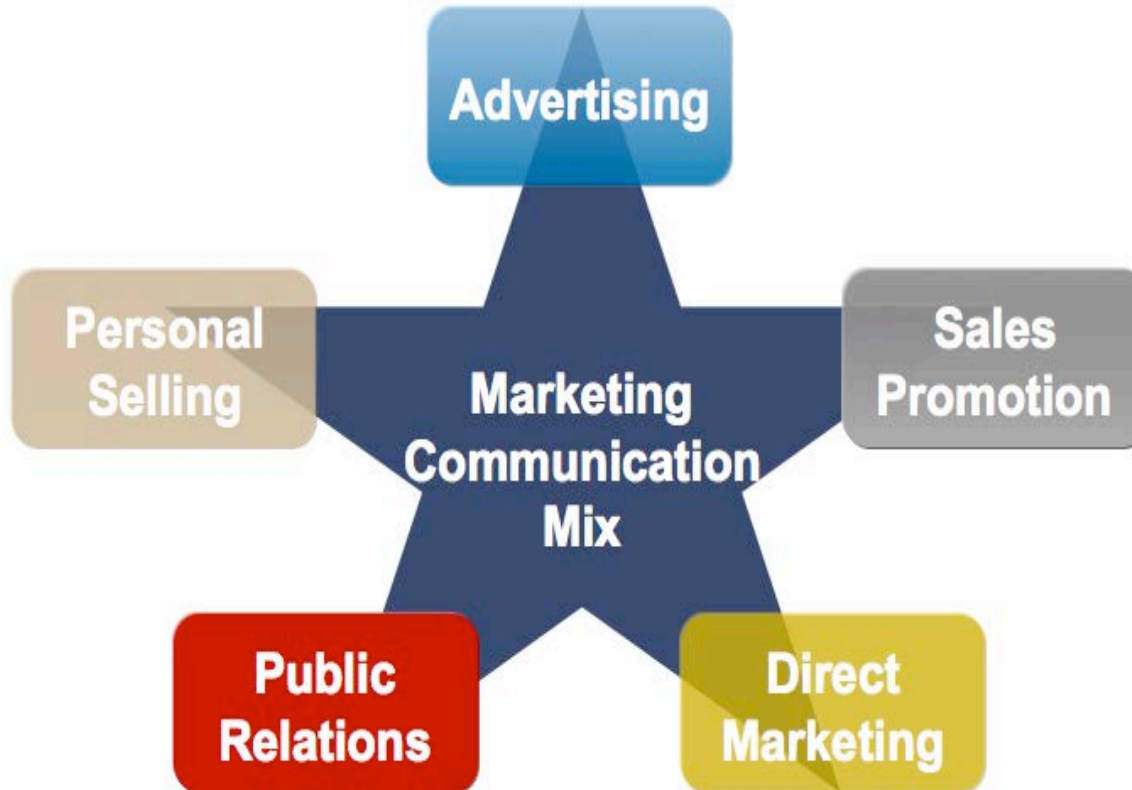 Advertising
Personal
Selling
Sales
Promotion
Marketing
Communication
Mix
Public
Relations
Direct
Marketing